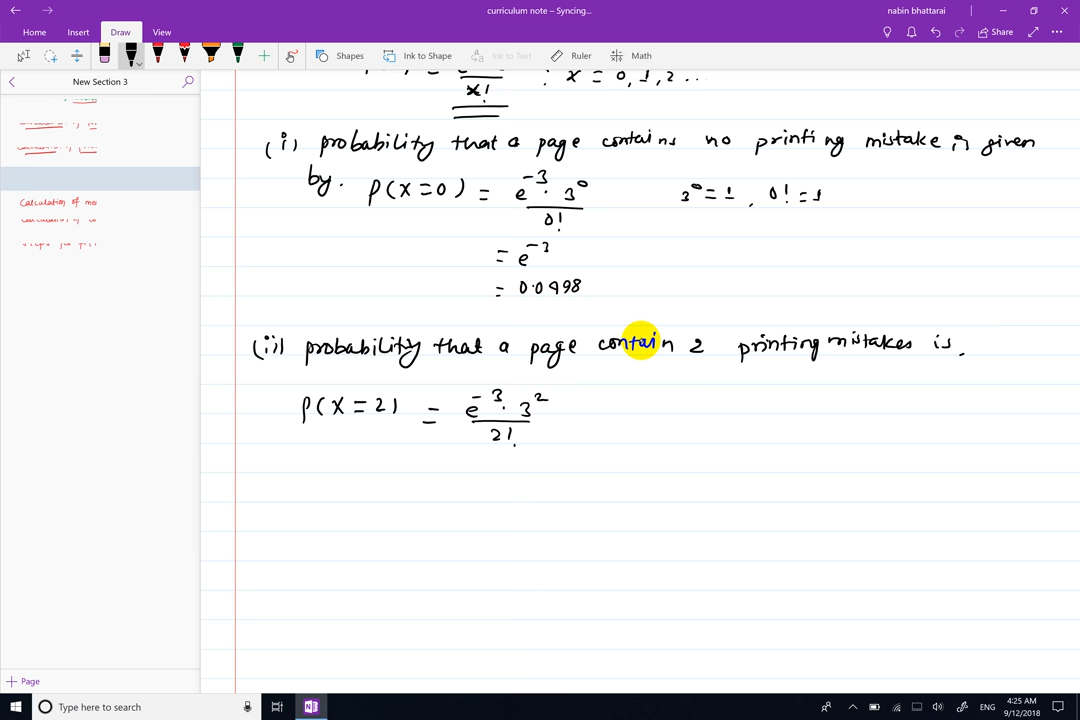 curriculum note – Syncing...
nabin bhattarai
Home Insert Draw View
Share
Shapes Ink to Shape Ink to Text Ruler Math
New Section 3
x! ; x = 0, 1, 2 ...
(i) probability that a page contains no printing mistake is given
by. P(X=0) = e^-3 . 3^0 / 0! 3^0 = 1 , 0! = 1
= e^-3
= 0.0498
(ii) probability that a page contain 2 printing mistakes is.
P(X=2) = e^-3 . 3^2 / 2!
Calculation of me
+ Page
Type here to search
ENG
4:25 AM
9/12/2018